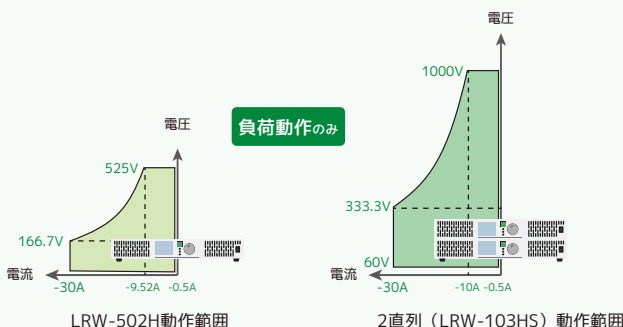 電圧
1000V
負荷動作のみ
電圧
525V
333.3V
166.7V
60V
電流
-30A
-9.52A
-0.5A
電流
-30A
-10A
-0.5A
LRW-502H動作範囲
2直列（LRW-103HS）動作範囲